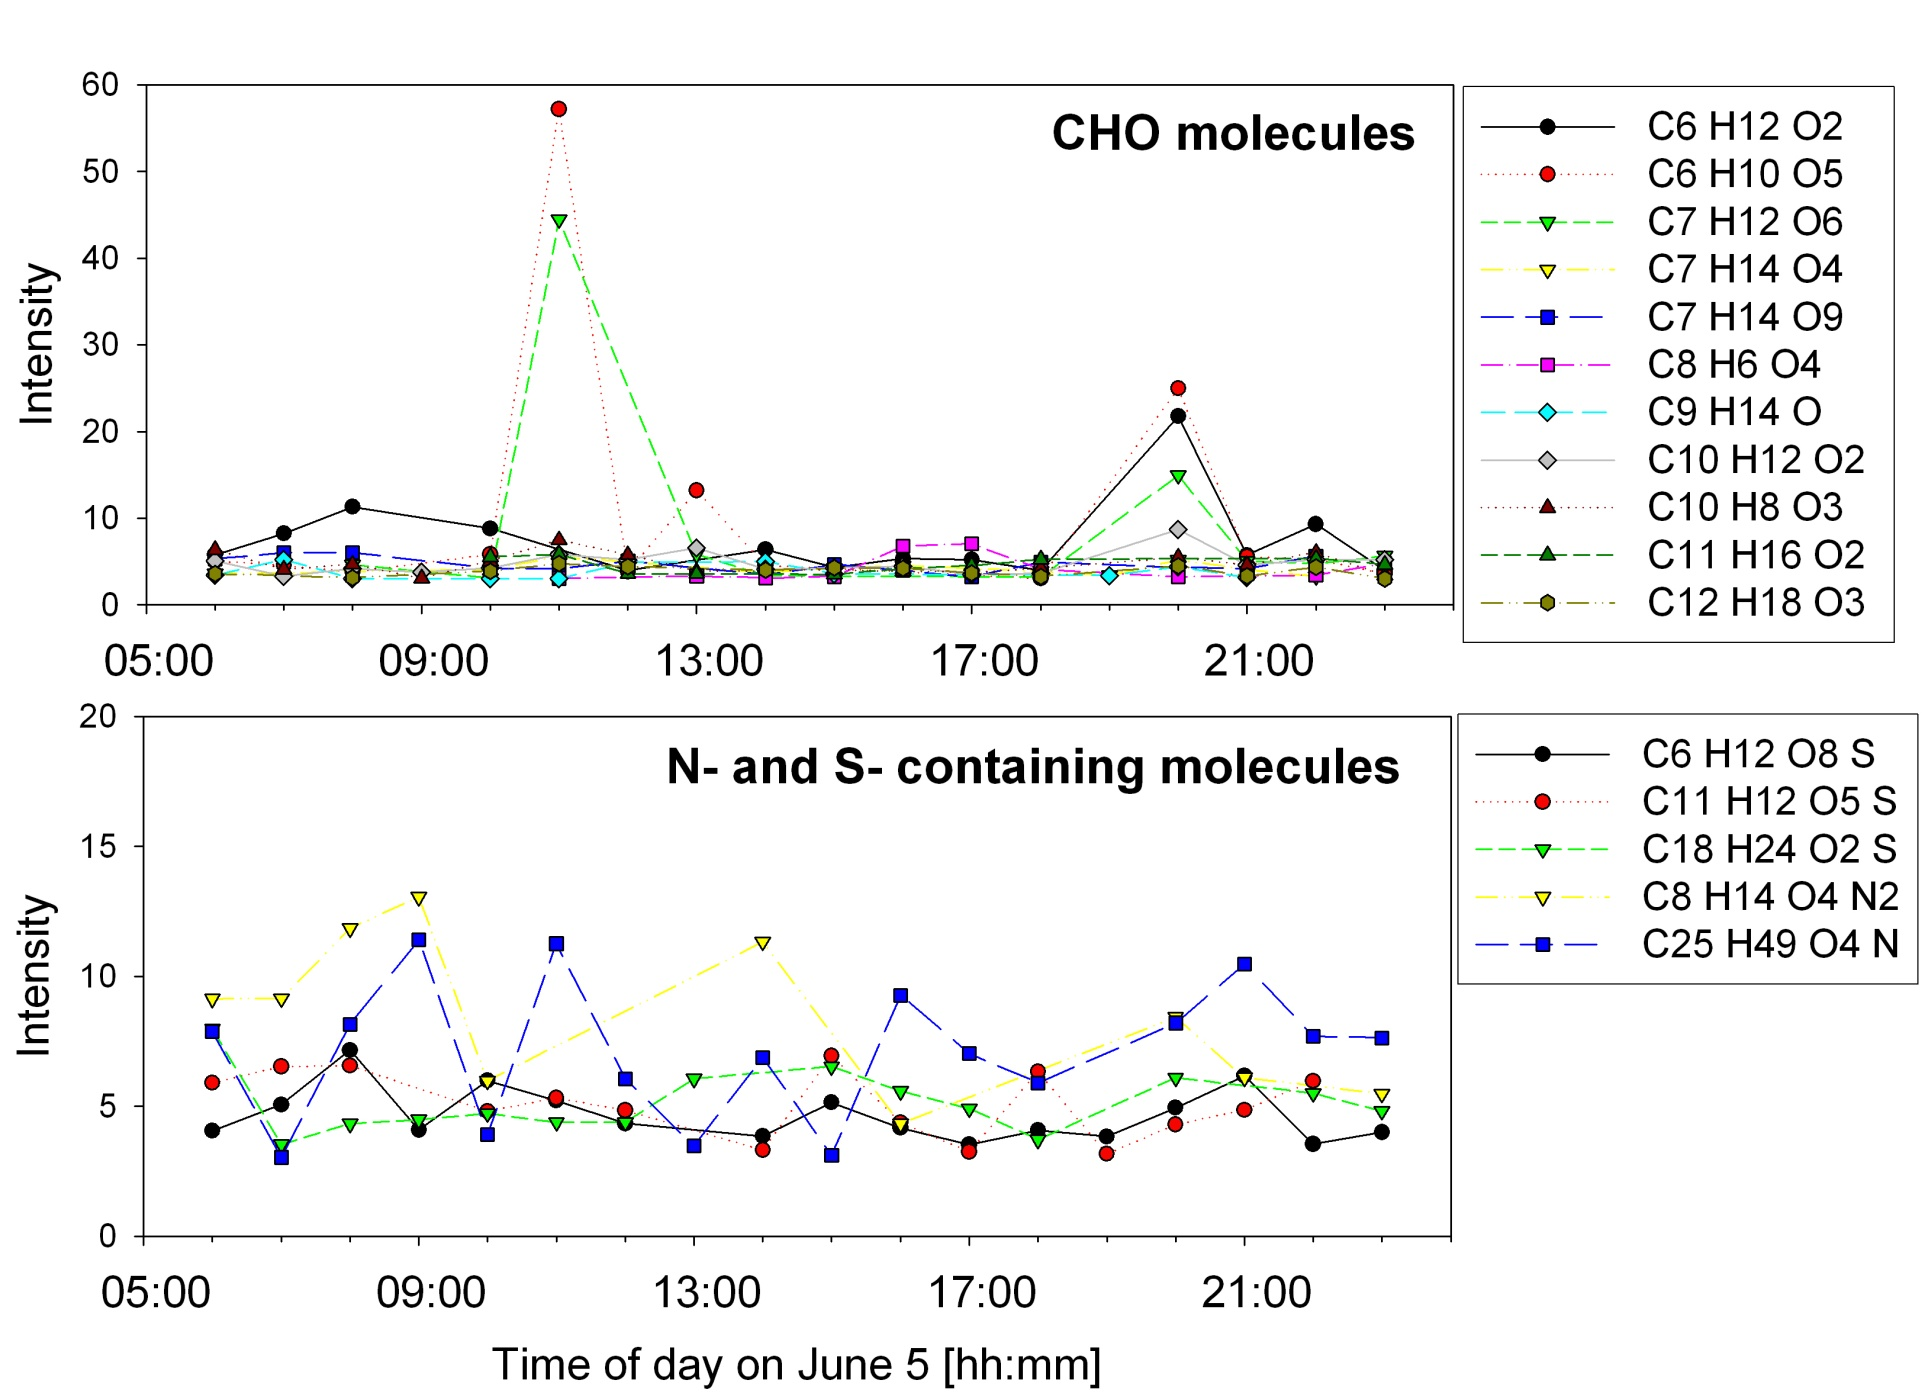 60
50
40
30
20
10
0
Intensity
CHO molecules
05:00 09:00 13:00 17:00 21:00
C6 H12 O2
C6 H10 O5
C7 H12 O6
C7 H14 O4
C7 H14 O9
C8 H6 O4
C9 H14 O
C10 H12 O2
C10 H8 O3
C11 H16 O2
C12 H18 O3
20
15
10
5
0
Intensity
N- and S- containing molecules
05:00 09:00 13:00 17:00 21:00
C6 H12 O8 S
C11 H12 O5 S
C18 H24 O2 S
C8 H14 O4 N2
C25 H49 O4 N
Time of day on June 5 [hh:mm]